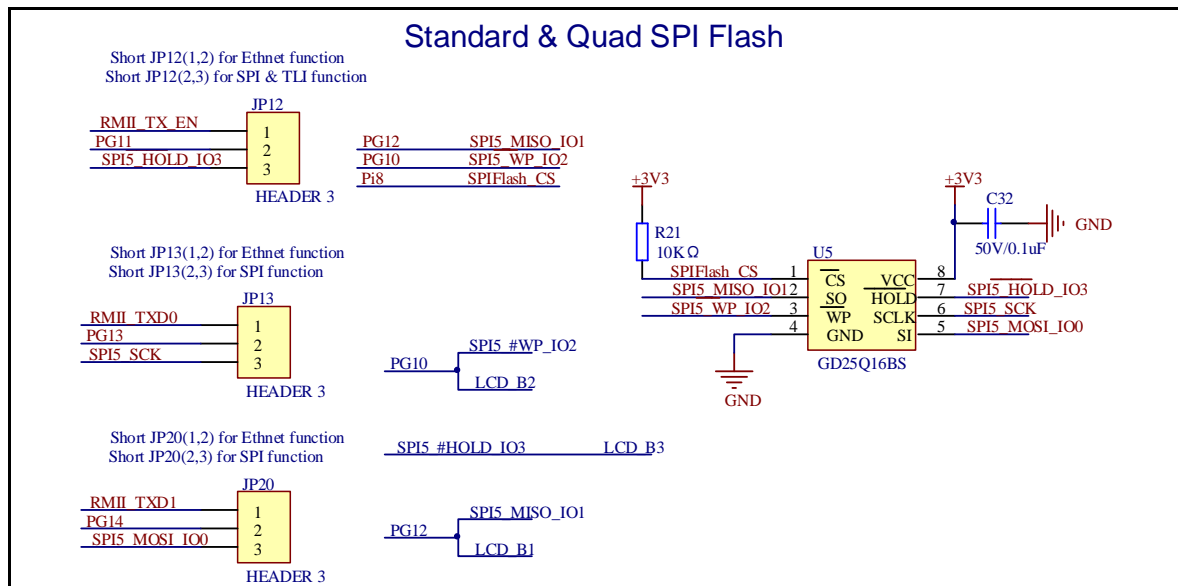 Standard & Quad SPI Flash
Short JP12(1,2) for Ethnet function
Short JP12(2,3) for SPI & TLI function
JP12
RMII_TX_EN 1
PG11 2
SPI5_HOLD_IO3 3
HEADER 3
PG12 SPI5_MISO_IO1
PG10 SPI5_WP_IO2
Pi8 SPIFlash_CS
Short JP13(1,2) for Ethnet function
Short JP13(2,3) for SPI function
JP13
RMII_TXD0 1
PG13 2
SPI5_SCK 3
HEADER 3
PG10
SPI5_#WP_IO2
LCD_B2
Short JP20(1,2) for Ethnet function
Short JP20(2,3) for SPI function
JP20
RMII_TXD1 1
PG14 2
SPI5_MOSI_IO0 3
HEADER 3
SPI5_#HOLD_IO3 LCD_B3
PG12
SPI5_MISO_IO1
LCD_B1
+3V3
R21
10KΩ
+3V3
C32
50V/0.1uF
GND
U5
SPIFlash_CS 1 CS VCC 8
SPI5_MISO_IO1 2 SO HOLD 7 SPI5_HOLD_IO3
SPI5_WP_IO2 3 WP SCLK 6 SPI5_SCK
4 GND SI 5 SPI5_MOSI_IO0
GD25Q16BS
GND